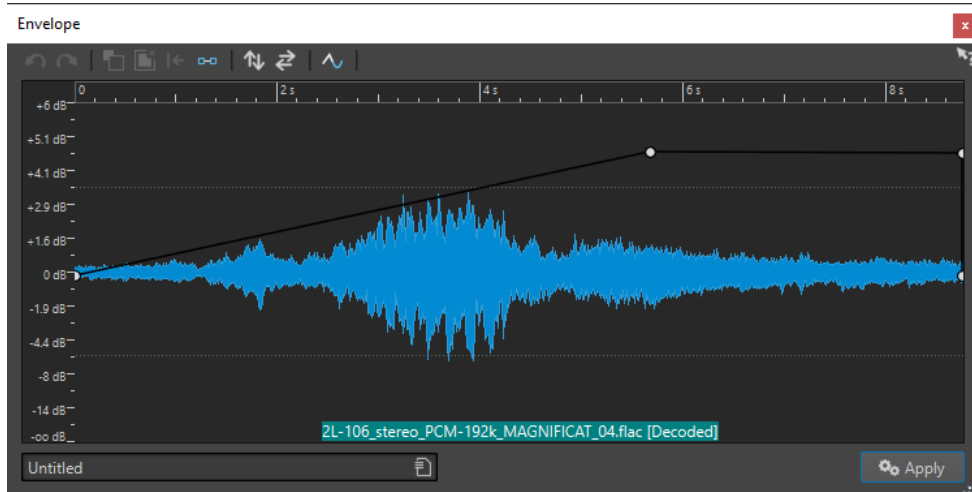 Envelope
x
0 2 s 4 s 6 s 8 s
+6 dB
+5.1 dB
+4.1 dB
+2.9 dB
+1.6 dB
0 dB
-1.9 dB
-4.4 dB
-8 dB
-14 dB
-oo dB
2L-106_stereo_PCM-192k_MAGNIFICAT_04.flac [Decoded]
Untitled
Apply